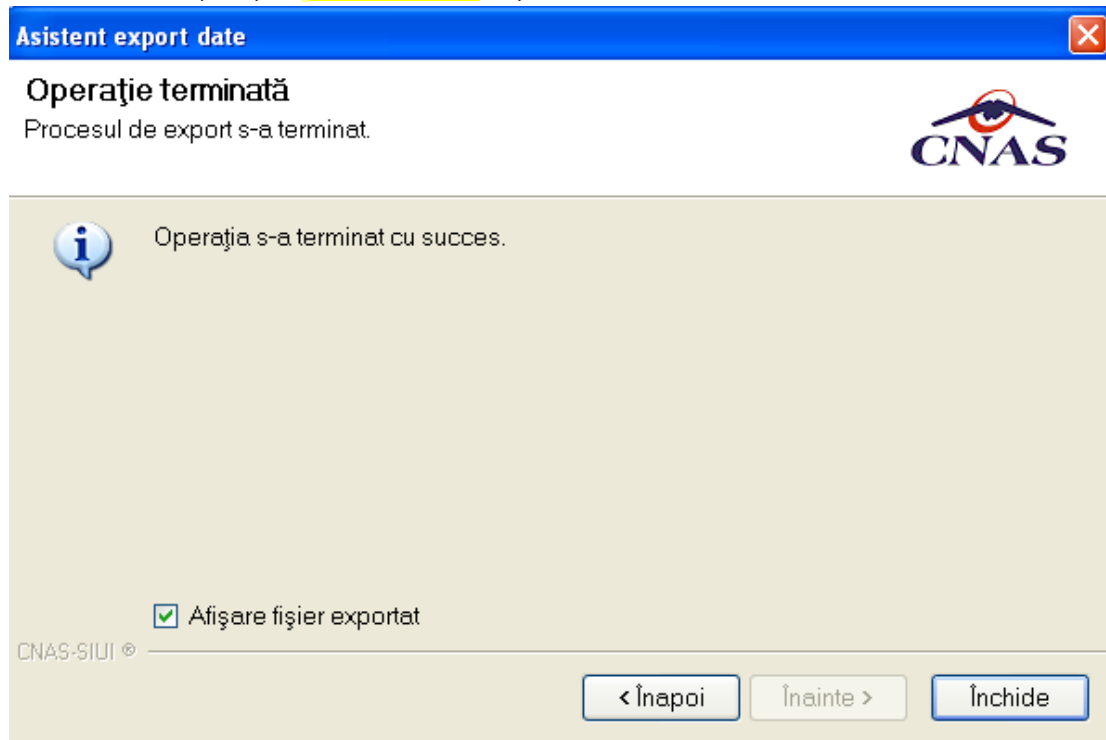 Asistent export date
Operaţie terminată
Procesul de export s-a terminat.
CNAS
Operaţia s-a terminat cu succes.
Afişare fişier exportat
CNAS-SIUI ®
< Înapoi
Înainte >
Închide